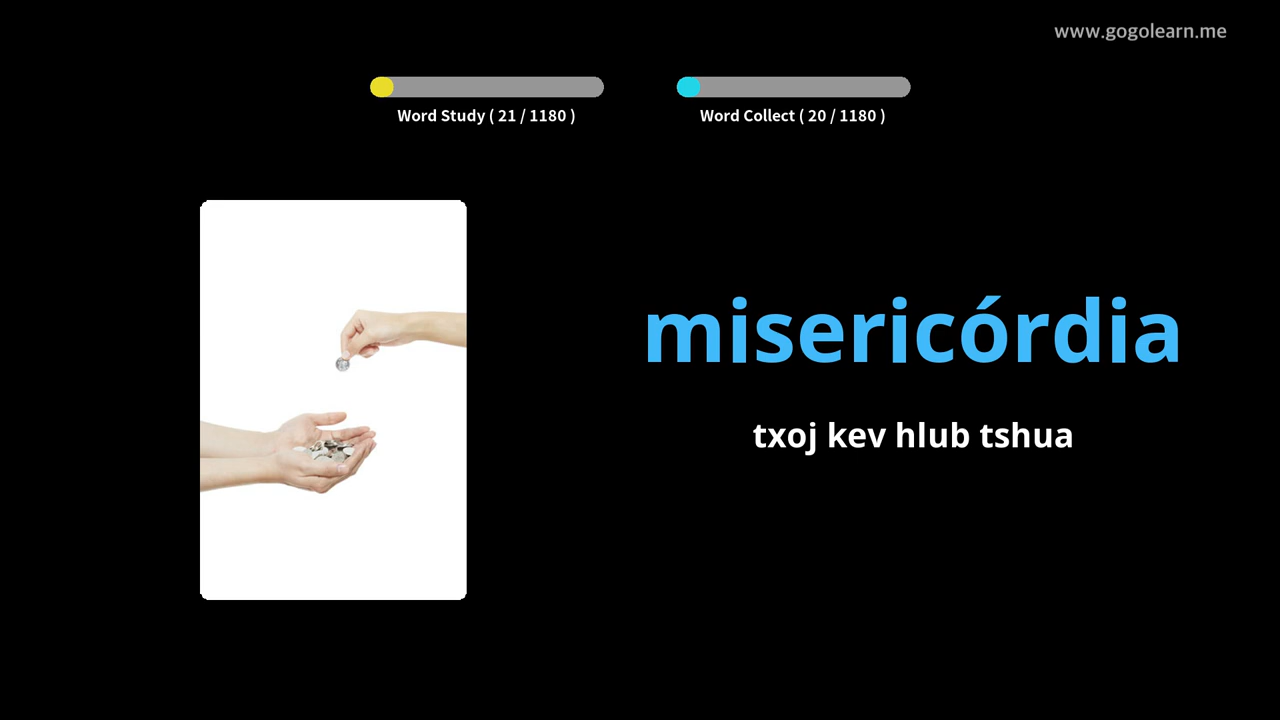 www.gogolearn.me
Word Study ( 21 / 1180 )
Word Collect ( 20 / 1180 )
misericórdia
txoj kev hlub tshua